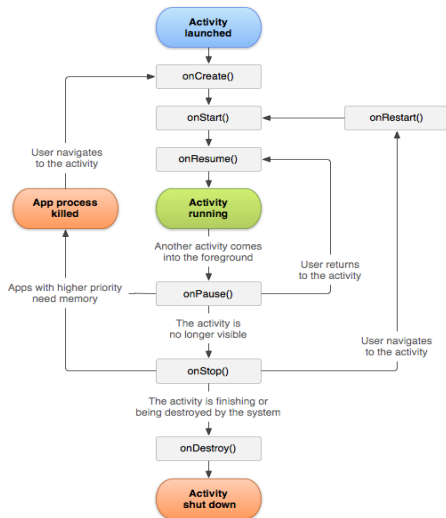 Activity
launched
onCreate()
onStart()
onRestart()
User navigates
to the activity
onResume()
App process
killed
Activity
running
Another activity comes
into the foreground
User returns
to the activity
Apps with higher priority
need memory
onPause()
The activity is
no longer visible
User navigates
to the activity
onStop()
The activity is finishing or
being destroyed by the system
onDestroy()
Activity
shut down